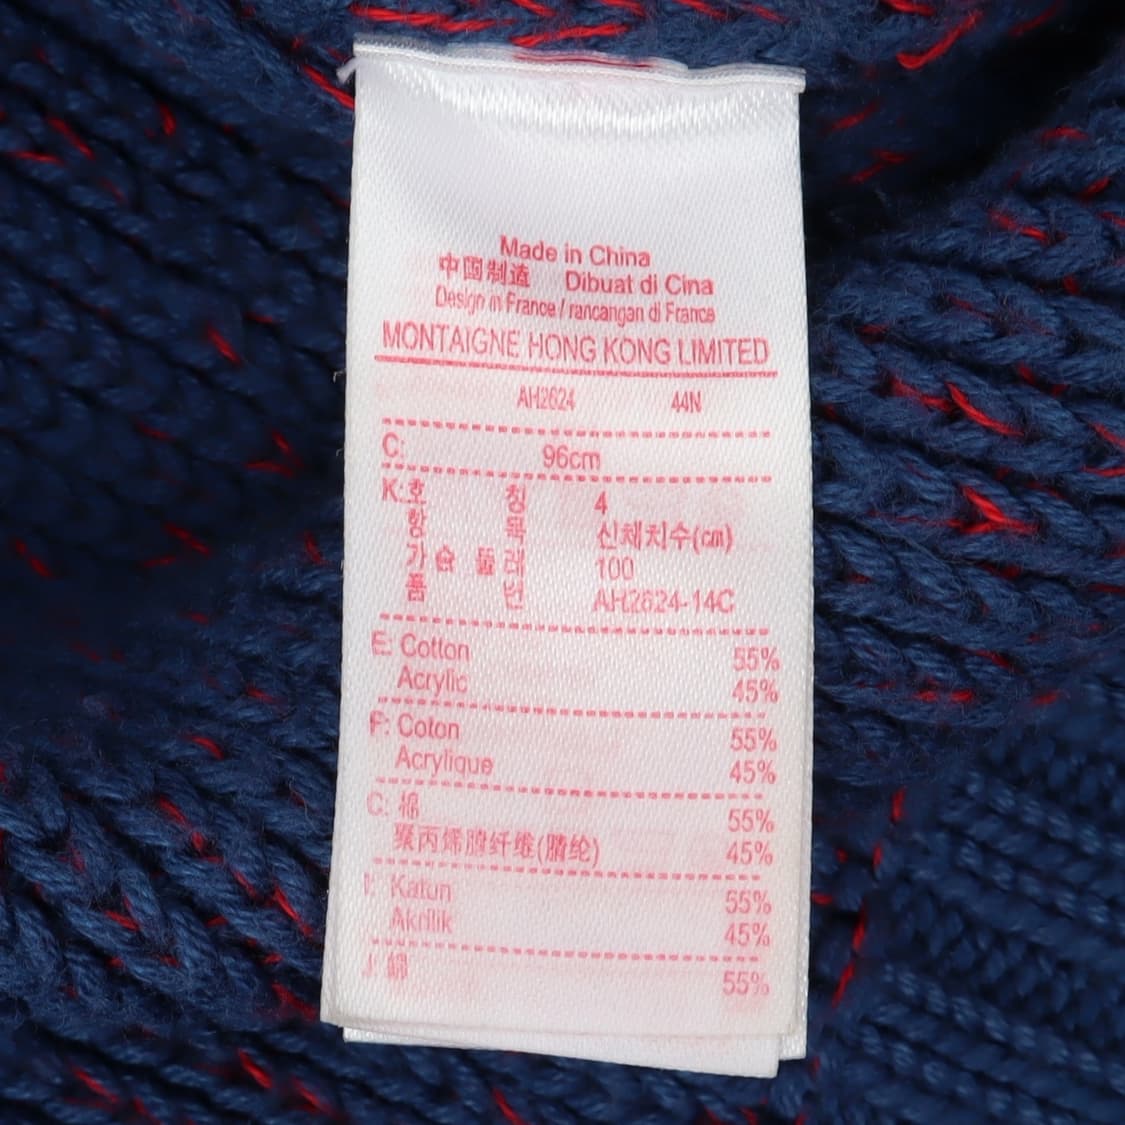 Made in China
中国制造 Dibuat di Cina
Design in France / rancangan di France
MONTAIGNE HONG KONG LIMITED
AH2624 44N
C: 96cm
K:호 칭 4
항 목 신체치수(cm)
가 슴 둘 레 100
품 번 AH2624-14C
E: Cotton 55%
Acrylic 45%
F: Coton 55%
Acrylique 45%
C: 棉 55%
聚丙烯腈纤维(腈纶) 45%
I: Katun 55%
Akrilik 45%
J: 綿 55%